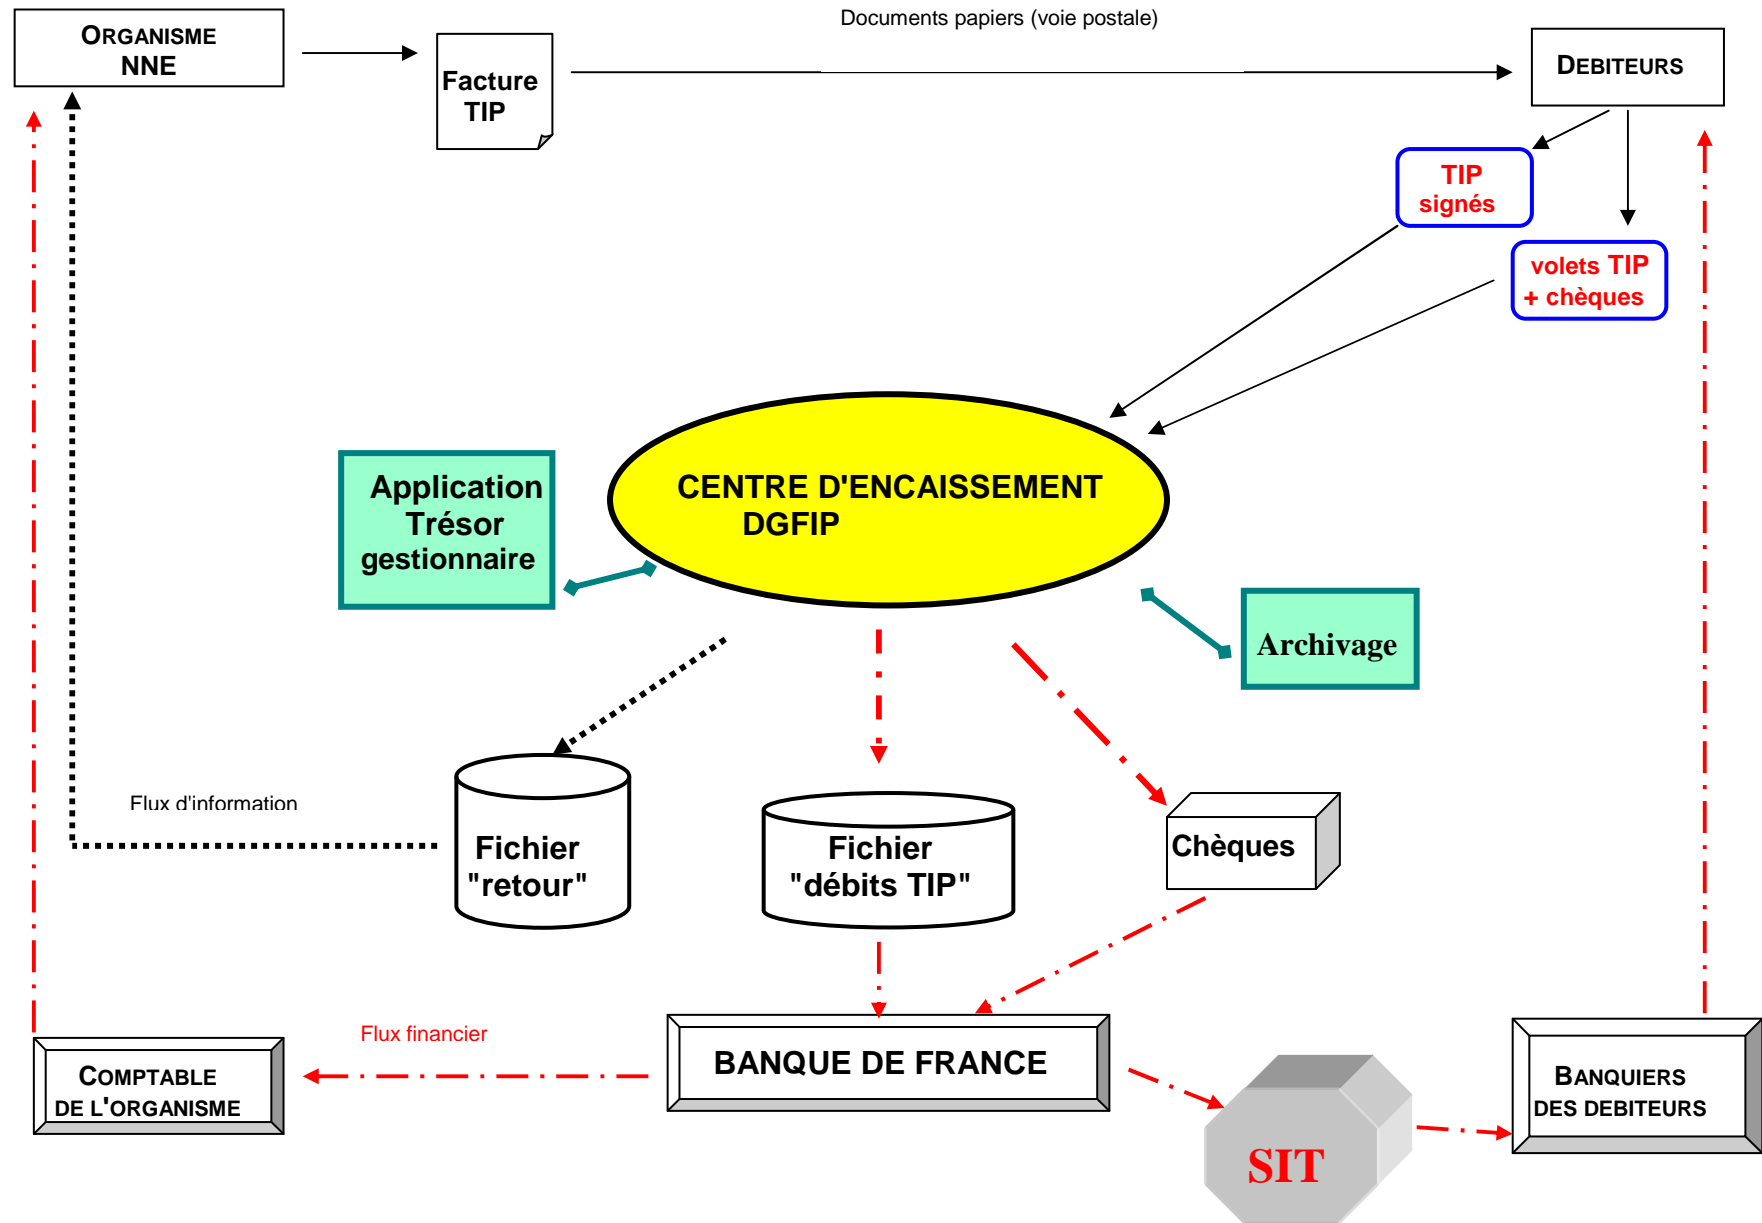 Documents papiers (voie postale)
ORGANISME
NNE
Facture
TIP
DEBITEURS
TIP
signés
volets TIP
+ chèques
CENTRE D'ENCAISSEMENT
DGFIP
Application
Trésor
gestionnaire
Archivage
Flux d'information
Fichier
"retour"
Fichier
"débits TIP"
Chèques
Flux financier
COMPTABLE
DE L'ORGANISME
BANQUE DE FRANCE
SIT
BANQUIERS
DES DEBITEURS